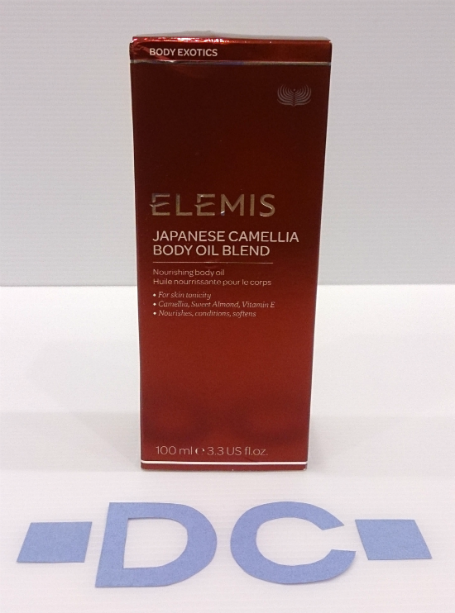 BODY EXOTICS
ELEMIS
JAPANESE CAMELLIA
BODY OIL BLEND
Nourishing body oil
Huile nourrissante pour le corps
• For skin tonicity
• Camellia, Sweet Almond, Vitamin E
• Nourishes, conditions, softens
100 ml e 3.3 US fl.oz.
DC